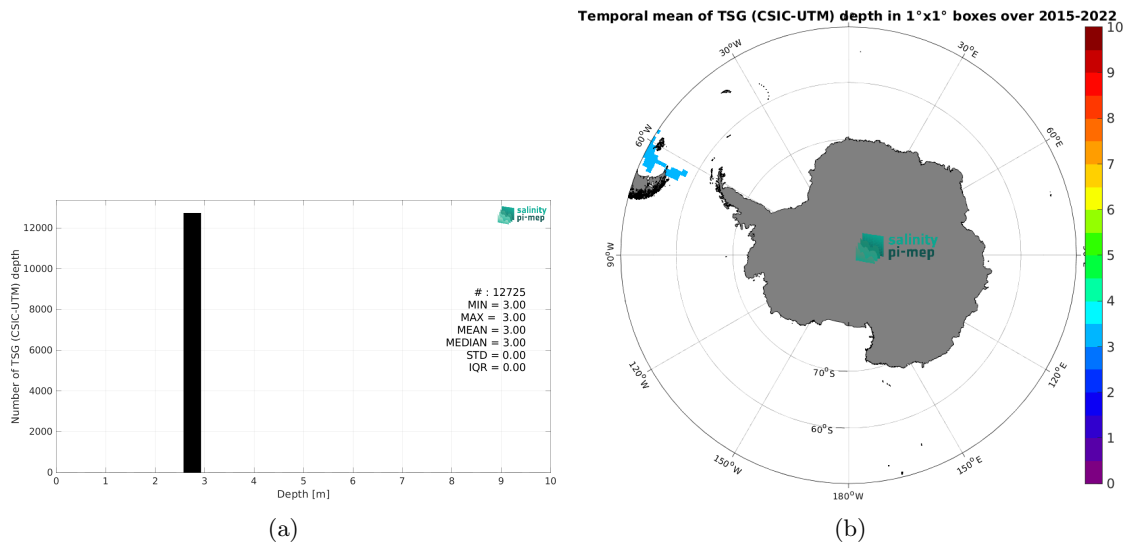 Temporal mean of TSG (CSIC-UTM) depth in 1°x1° boxes over 2015-2022
salinity
pi-mep
# : 12725
MIN = 3.00
MAX = 3.00
MEAN = 3.00
MEDIAN = 3.00
STD = 0.00
IQR = 0.00
Number of TSG (CSIC-UTM) depth
12000
10000
8000
6000
4000
2000
0
0 1 2 3 4 5 6 7 8 9 10
Depth [m]
(a)
30°W
30°E
60°W
60°E
90°W
120°W
120°E
150°W
150°E
180°W
70°S
60°S
salinity
pi-mep
10
9
8
7
6
5
4
3
2
1
0
(b)